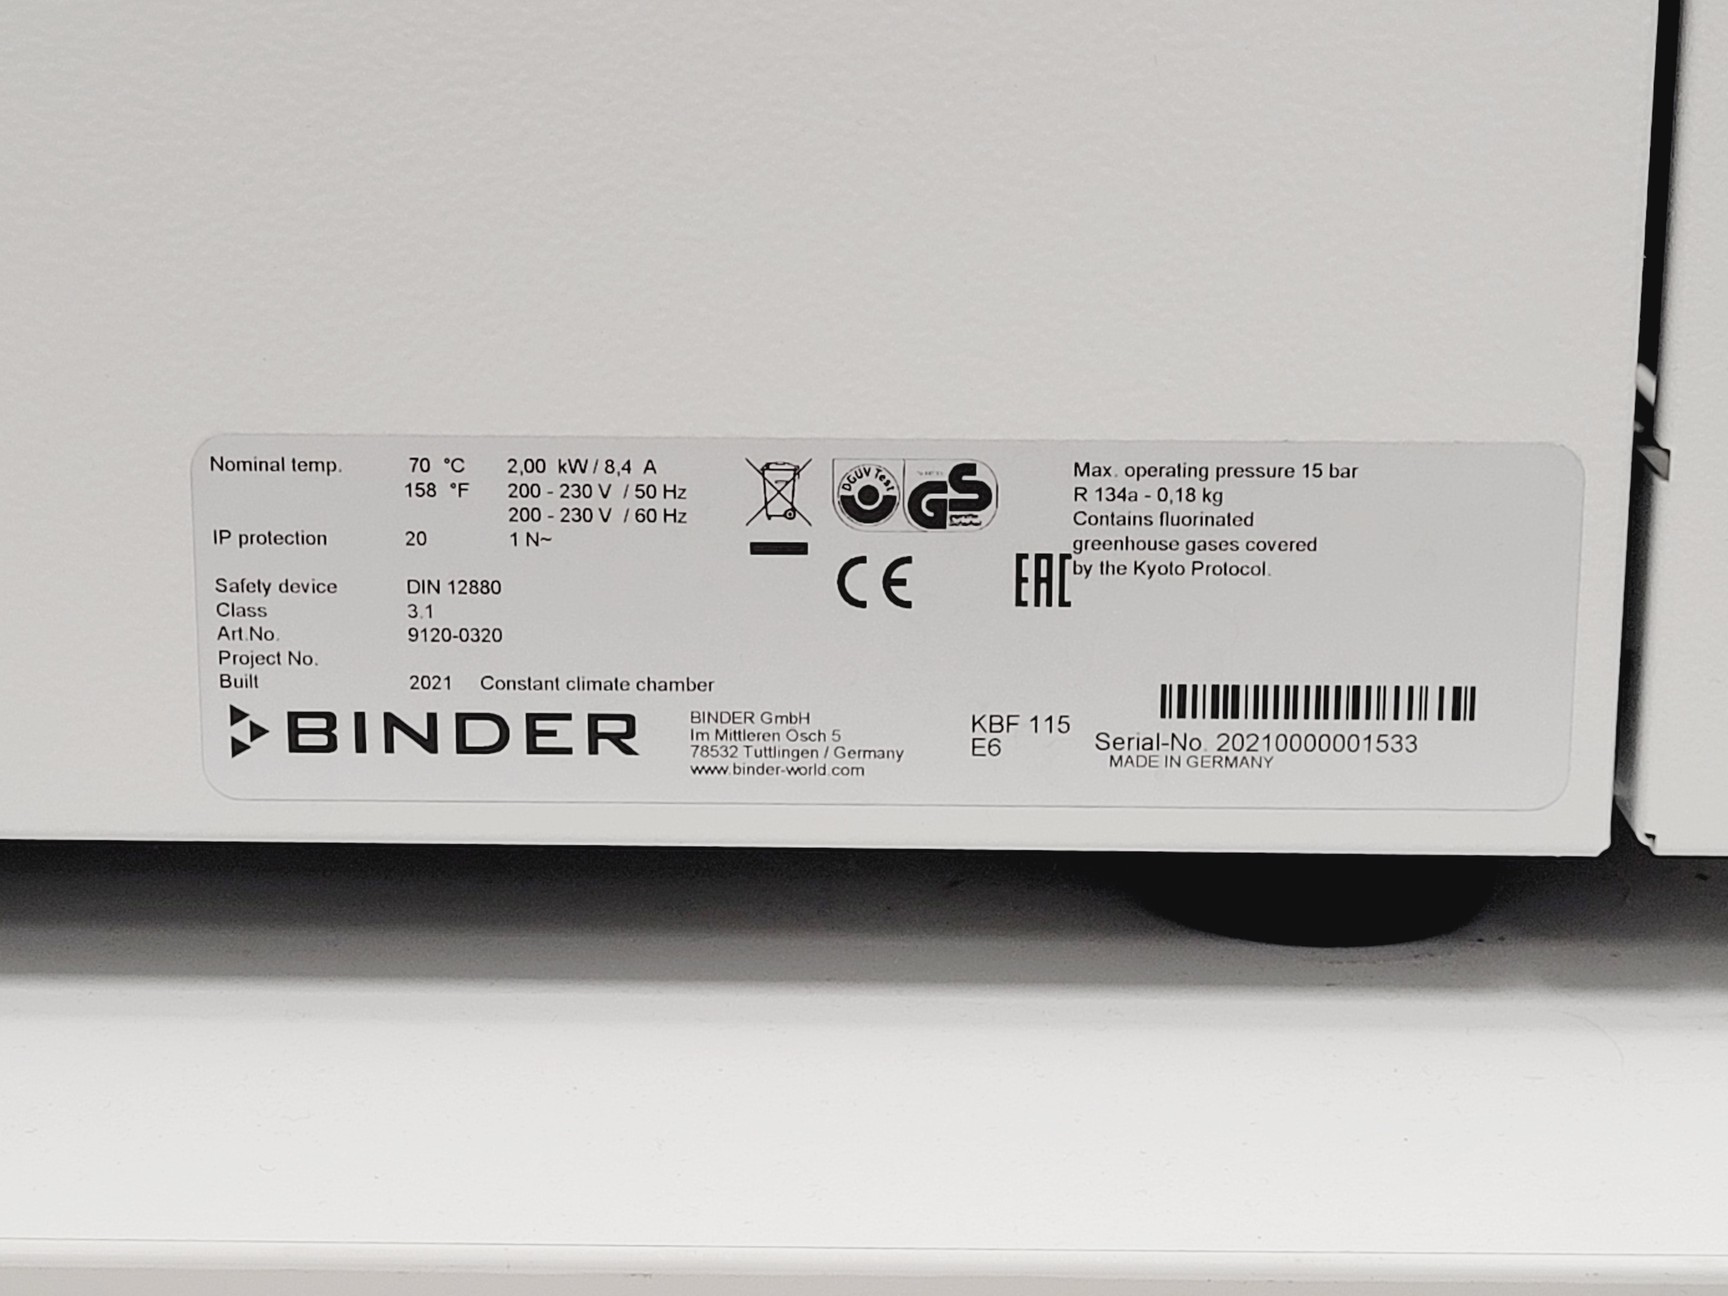 Nominal temp. 70 °C 2,00 kW / 8,4 A
158 °F 200 - 230 V / 50 Hz
200 - 230 V / 60 Hz
IP protection 20 1 N~
Safety device DIN 12880
Class 3.1
Art.No. 9120-0320
Project No.
Built 2021 Constant climate chamber
DGUV Test
GS
CE
EAC
Max. operating pressure 15 bar
R 134a - 0,18 kg
Contains fluorinated
greenhouse gases covered
by the Kyoto Protocol.
BINDER
BINDER GmbH
Im Mittleren Ösch 5
78532 Tuttlingen / Germany
www.binder-world.com
KBF 115
E6
Serial-No. 20210000001533
MADE IN GERMANY